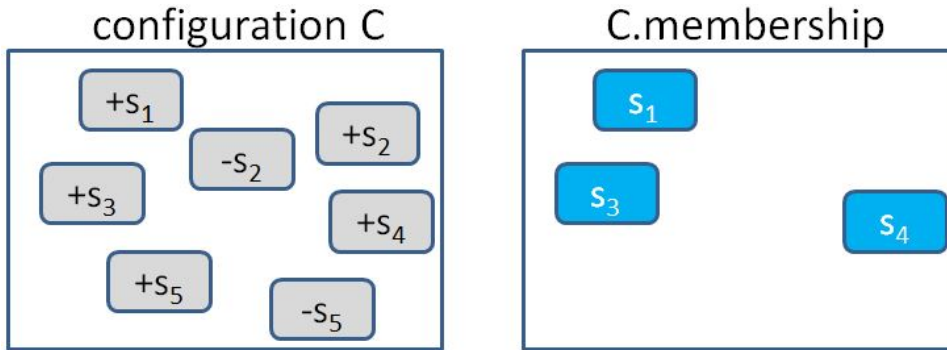 configuration C
C.membership
+s₁
-s₂
+s₂
+s₃
+s₄
+s₅
-s₅
s₁
s₃
s₄